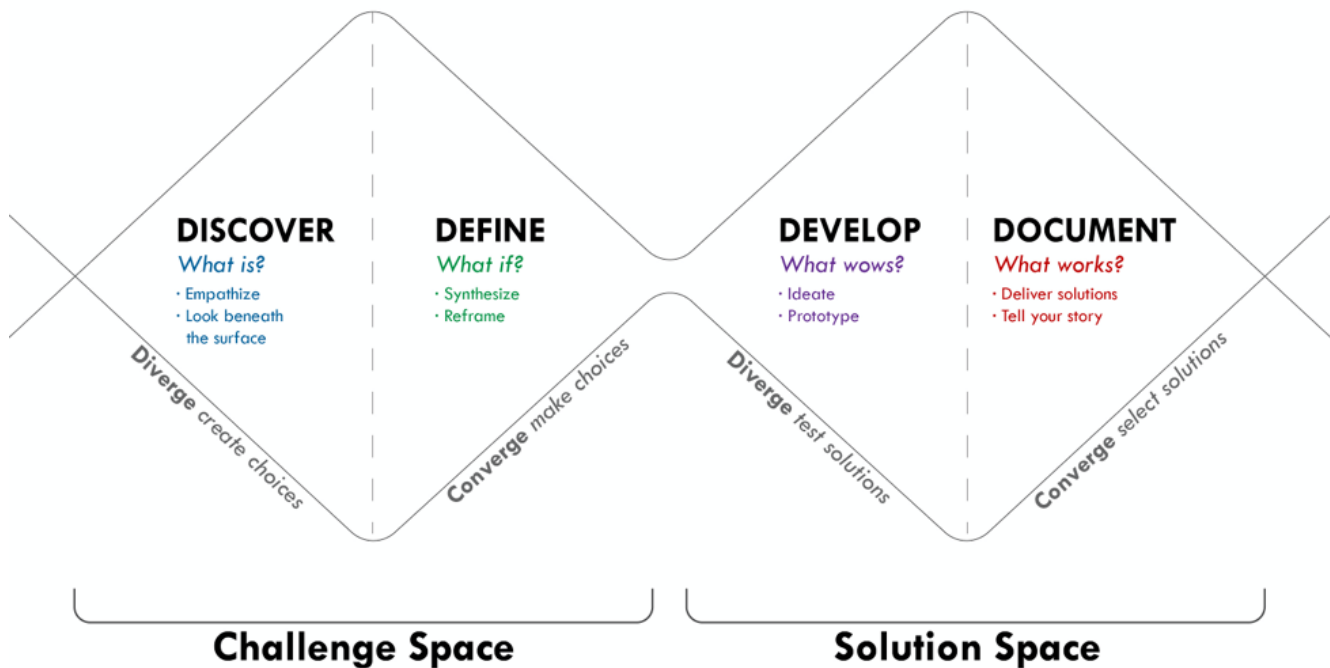 DISCOVER
What is?
· Empathize
· Look beneath
the surface
DEFINE
What if?
· Synthesize
· Reframe
DEVELOP
What wows?
· Ideate
· Prototype
DOCUMENT
What works?
· Deliver solutions
· Tell your story
Diverge create choices
Converge make choices
Diverge test solutions
Converge select solutions
Challenge Space
Solution Space